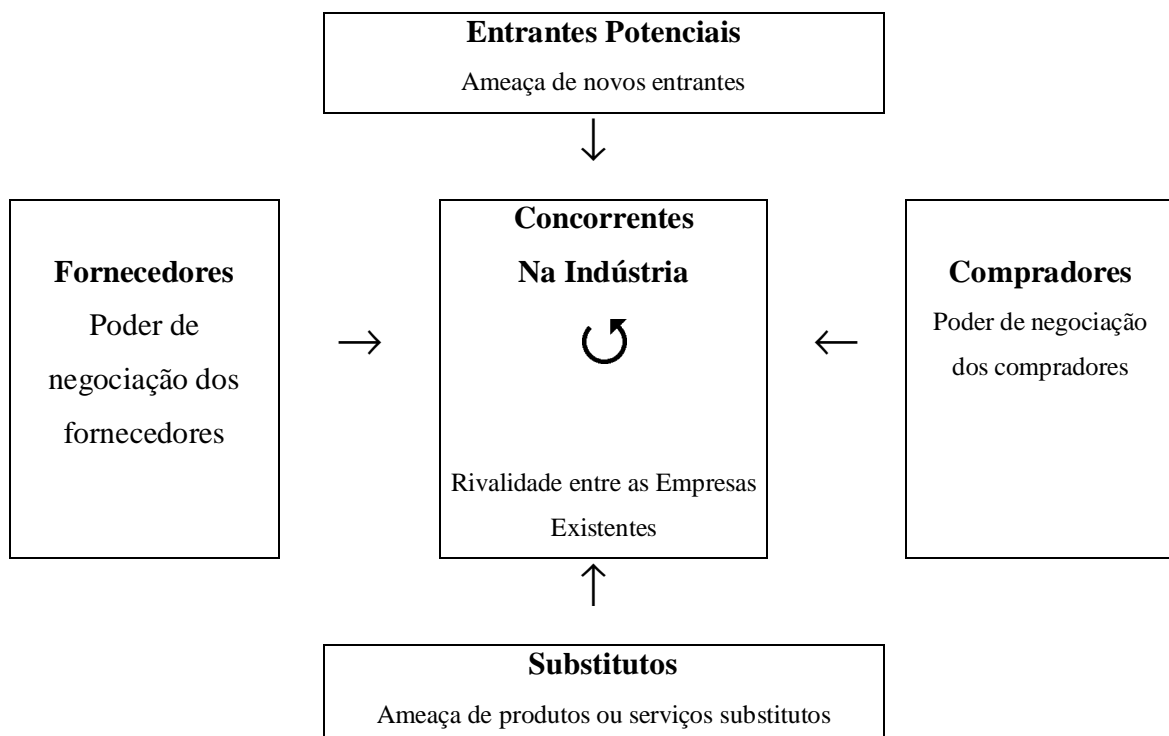 Entrantes Potenciais
Ameaça de novos entrantes
Fornecedores
Poder de
negociação dos
fornecedores
Concorrentes
Na Indústria
Rivalidade entre as Empresas
Existentes
Compradores
Poder de negociação
dos compradores
Substitutos
Ameaça de produtos ou serviços substitutos